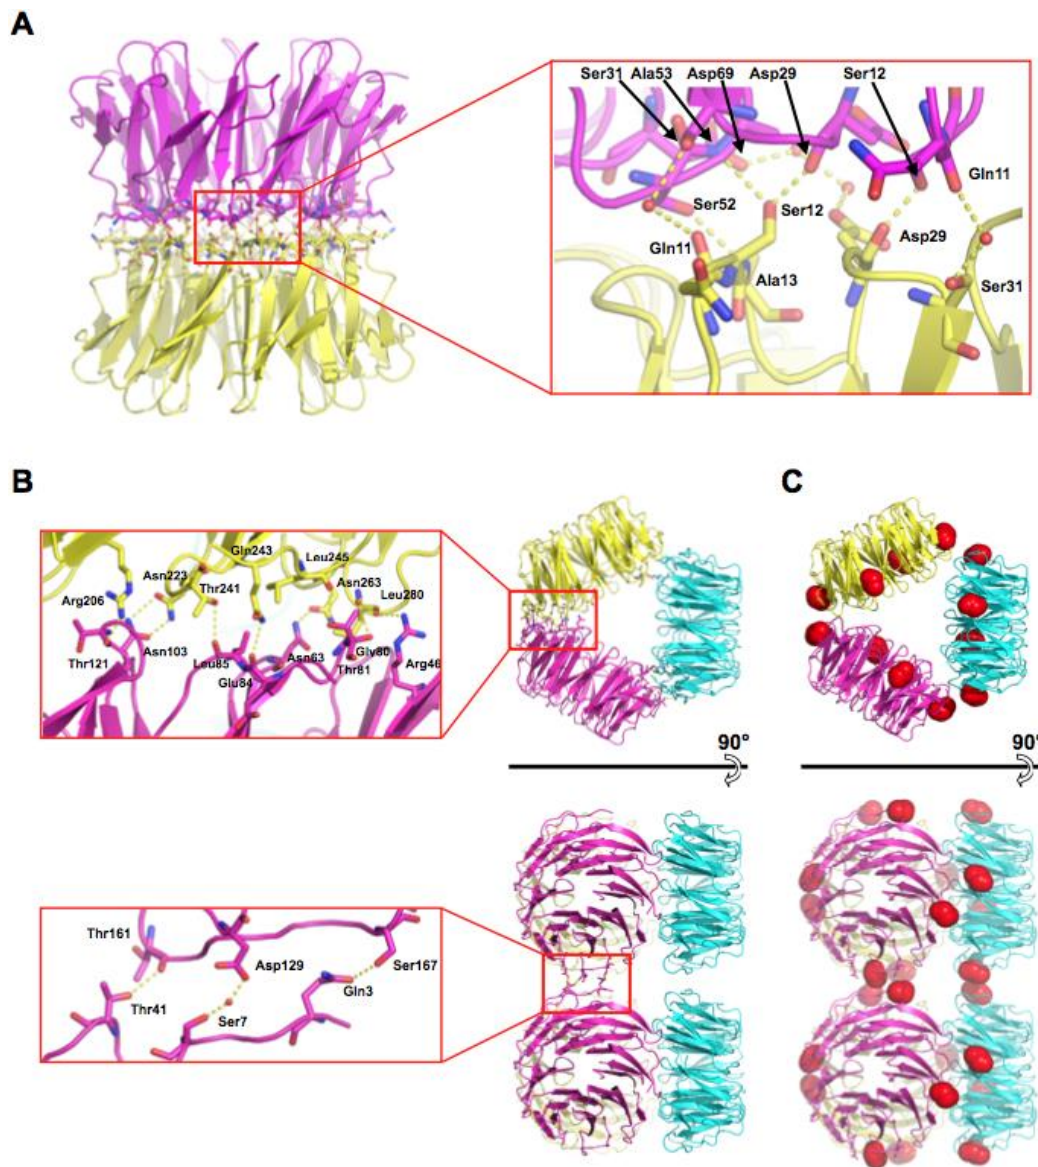 A
Ser31 Ala53 Asp69 Asp29 Ser12
Gln11
Ser52 Ser12
Gln11 Asp29
Ala13 Ser31
B
C
Gln243
Leu245
Asn223
Thr241
Asn263
Arg206
Leu280
Thr121
Asn103
Leu85
Asn63
Gly80
Glu84
Thr81
Arg46
90°
90°
Thr161
Asp129
Ser167
Gln3
Thr41
Ser7